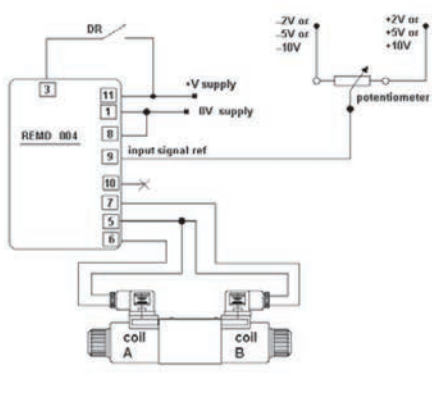 DR
–2V or
–5V or
–10V
+2V or
+5V or
+10V
3
11
+V supply
potentiometer
1
0V supply
REMD 804
8
9
input signal ref
10
7
5
6
coil
A
coil
B